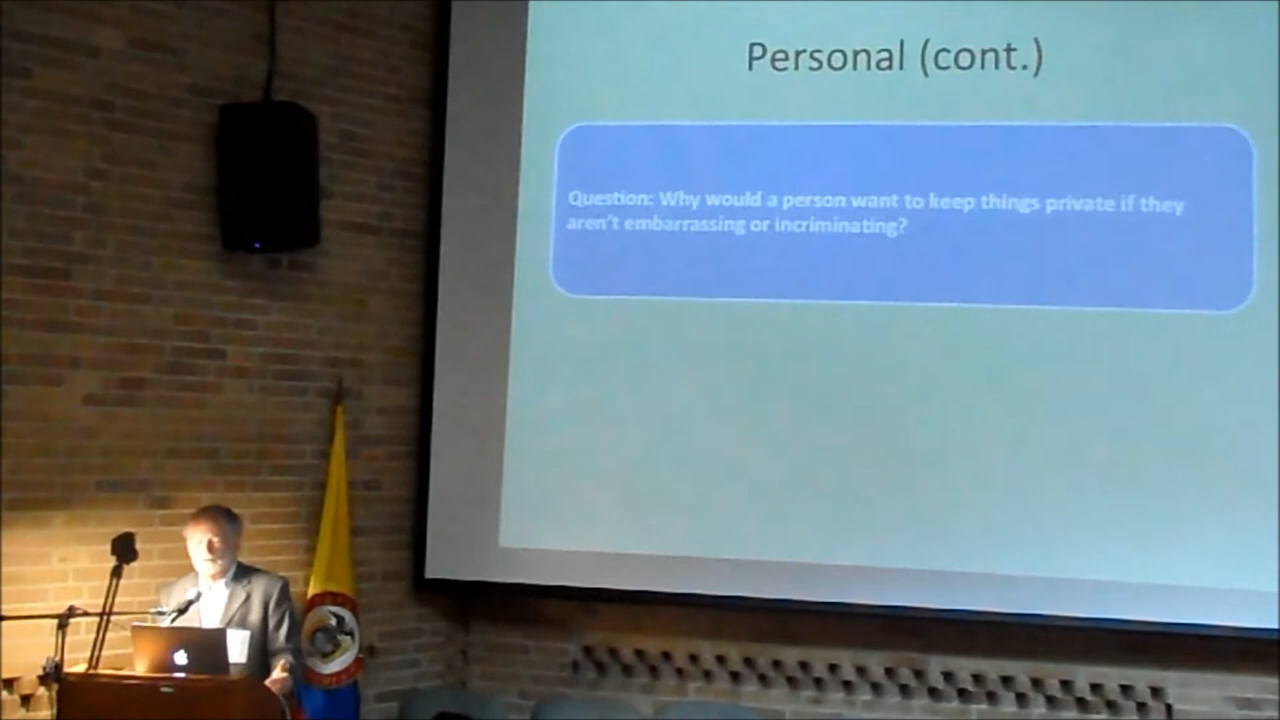 Personal (cont.)
Question: Why would a person want to keep things private if they
aren't embarrassing or incriminating?